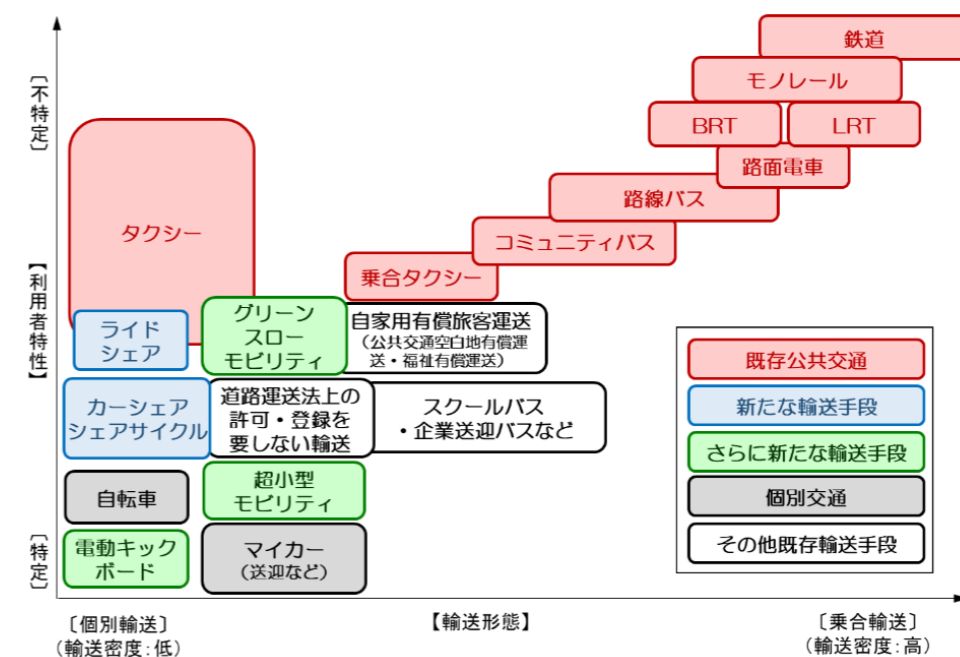 鉄道
モノレール
BRT
LRT
路面電車
路線バス
コミュニティバス
乗合タクシー
タクシー
ライド
シェア
グリーン
スロー
モビリティ
自家用有償旅客運送
(公共交通空白地有償運
送・福祉有償運送)
カーシェア
シェアサイクル
道路運送法上の
許可・登録を
要しない輸送
スクールバス
・企業送迎バスなど
自転車
超小型
モビリティ
電動キック
ボード
マイカー
(送迎など)
既存公共交通
新たな輸送手段
さらに新たな輸送手段
個別交通
その他既存輸送手段
〔不特定〕
【利用者特性】
〔特定〕
〔個別輸送〕
(輸送密度:低)
【輸送形態】
〔乗合輸送〕
(輸送密度:高)